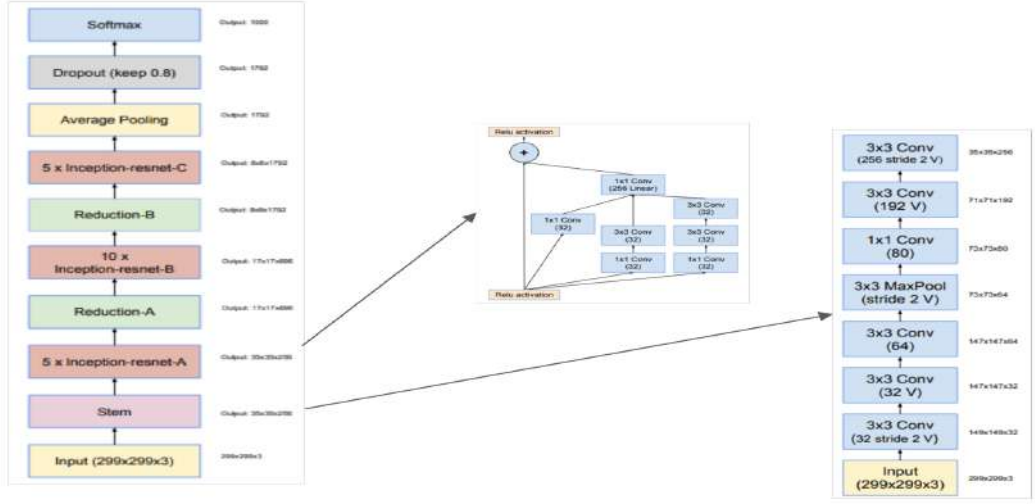 Softmax
Output: 1000
Dropout (keep 0.8)
Output: 1792
Average Pooling
Output: 1792
5 x Inception-resnet-C
Output: 8x8x1792
Reduction-B
Output: 8x8x1792
10 x
Inception-resnet-B
Output: 17x17x896
Reduction-A
Output: 17x17x896
5 x Inception-resnet-A
Output: 35x35x256
Stem
Output: 35x35x256
Input (299x299x3)
299x299x3
Relu activation
+
1x1 Conv
(256 Linear)
1x1 Conv
(32)
3x3 Conv
(32)
1x1 Conv
(32)
3x3 Conv
(32)
3x3 Conv
(32)
1x1 Conv
(32)
Relu activation
3x3 Conv
(256 stride 2 V)
35x35x256
3x3 Conv
(192 V)
71x71x192
1x1 Conv
(80)
73x73x80
3x3 MaxPool
(stride 2 V)
73x73x64
3x3 Conv
(64)
147x147x64
3x3 Conv
(32 V)
147x147x32
3x3 Conv
(32 stride 2 V)
149x149x32
Input
(299x299x3)
299x299x3